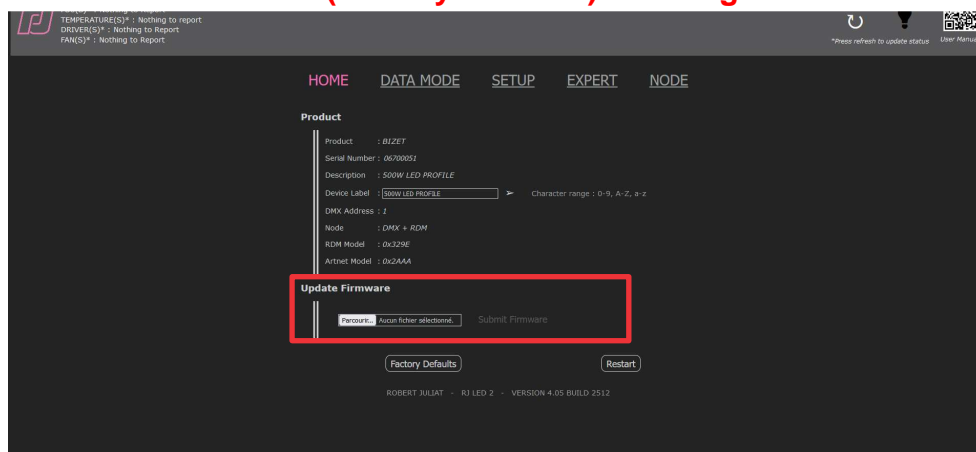 TEMPERATURE(S)* : Nothing to report
DRIVER(S)* : Nothing to Report
FAN(S)* : Nothing to Report
*Press refresh to update status
User Manual
HOME DATA MODE SETUP EXPERT NODE
Product
Product : BIZET
Serial Number : 06700051
Description : 500W LED PROFILE
Device Label : 500W LED PROFILE ➢ Character range : 0-9, A-Z, a-z
DMX Address : 1
Node : DMX + RDM
RDM Model : 0x329E
Artnet Model : 0x2AAA
Update Firmware
Parcourir... Aucun fichier sélectionné. Submit Firmware
Factory Defaults Restart
ROBERT JULIAT - RJ LED 2 - VERSION 4.05 BUILD 2512